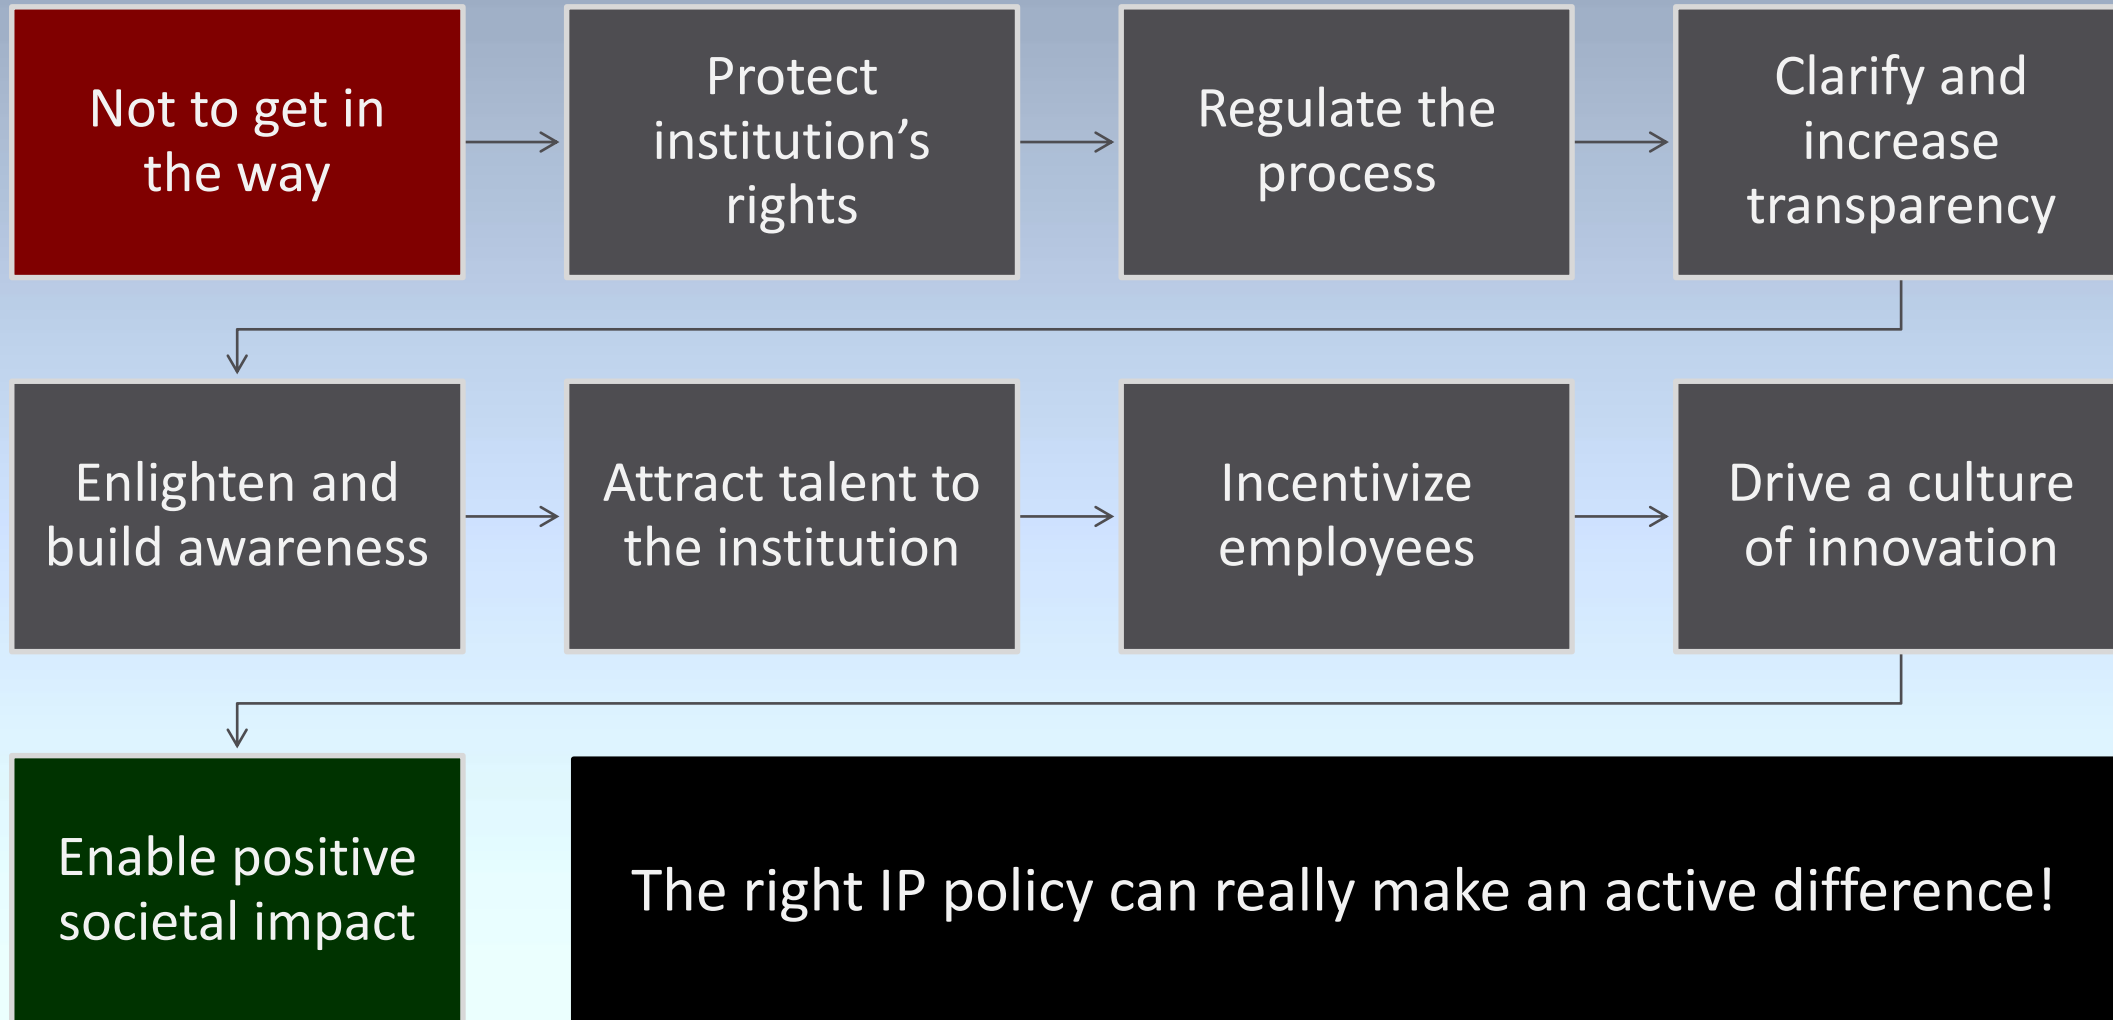 Not to get in
the way
Protect
institution’s
rights
Regulate the
process
Clarify and
increase
transparency
Enlighten and
build awareness
Attract talent to
the institution
Incentivize
employees
Drive a culture
of innovation
Enable positive
societal impact
The right IP policy can really make an active difference!